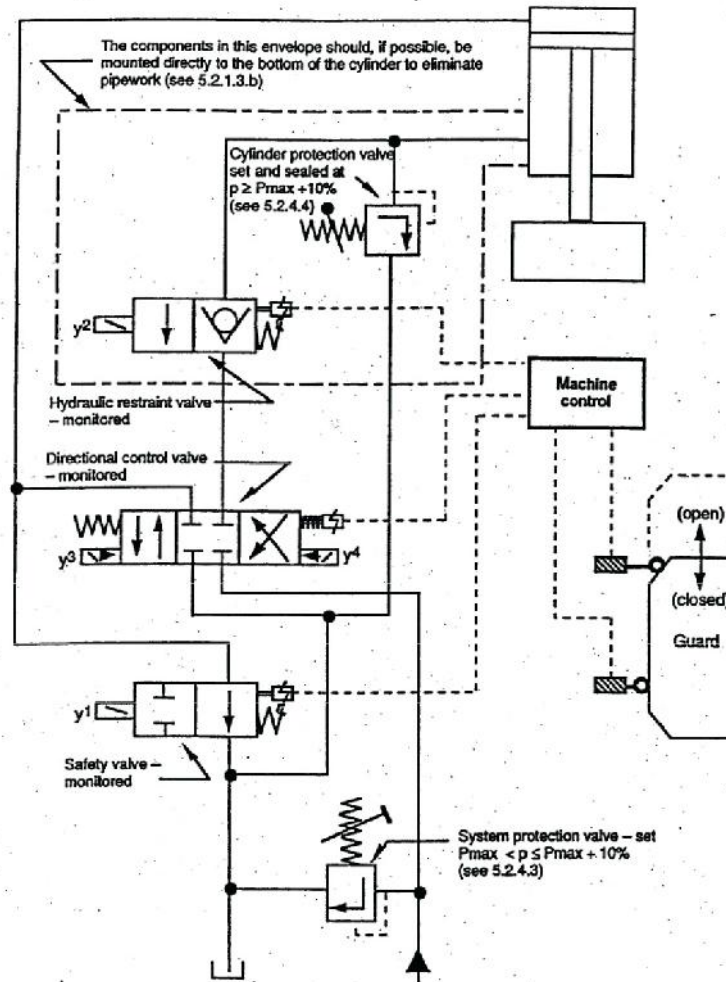 The components in this envelope should, if possible, be
mounted directly to the bottom of the cylinder to eliminate
pipework (see 5.2.1.3.b)
Cylinder protection valve
set and sealed at
p ≥ Pmax +10%
(see 5.2.4.4)
y2
Hydraulic restraint valve
– monitored
Machine
control
Directional control valve
– monitored
(open)
y3
y4
(closed)
Guard
y1
Safety valve –
monitored
System protection valve – set
Pmax < p ≤ Pmax + 10%
(see 5.2.4.3)